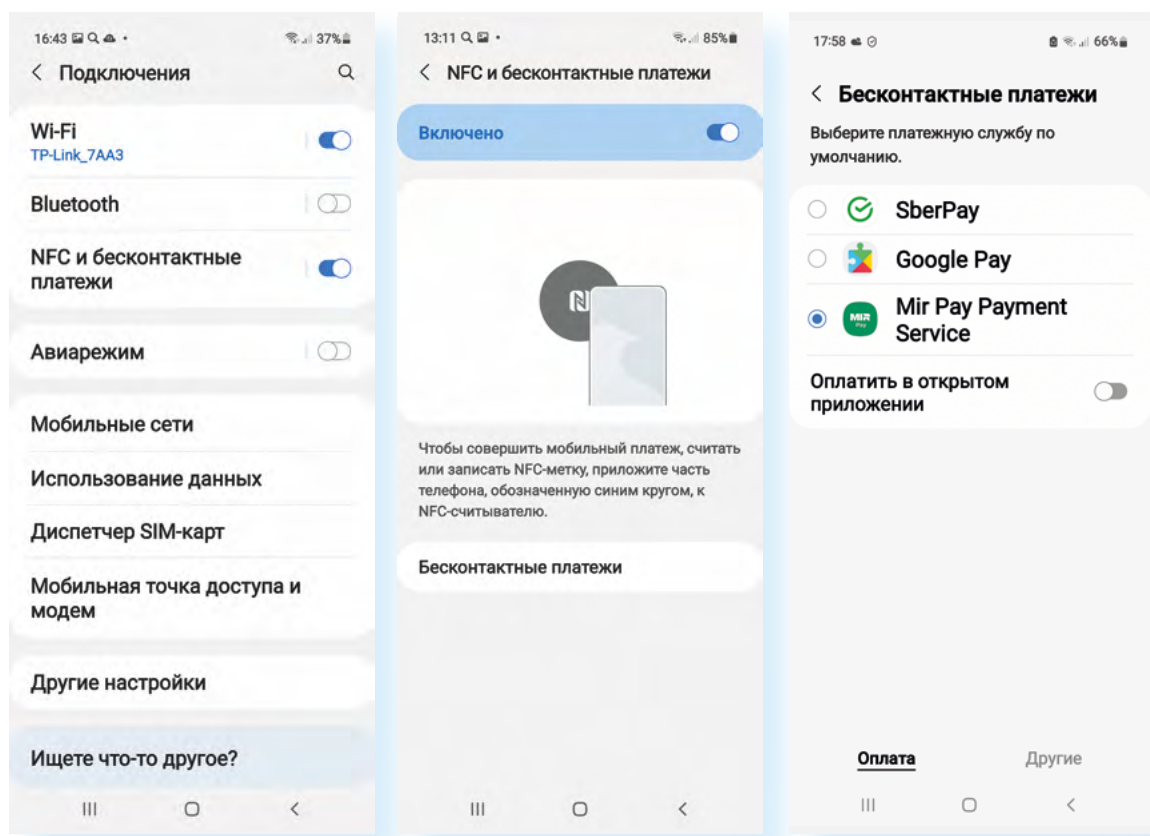 16:43
37%
Подключения
Wi-Fi
TP-Link_7AA3
Bluetooth
NFC и бесконтактные
платежи
Авиарежим
Мобильные сети
Использование данных
Диспетчер SIM-карт
Мобильная точка доступа и
модем
Другие настройки
Ищете что-то другое?
13:11
85%
NFC и бесконтактные платежи
Включено
Чтобы совершить мобильный платеж, считать
или записать NFC-метку, приложите часть
телефона, обозначенную синим кругом, к
NFC-считывателю.
Бесконтактные платежи
17:58
66%
Бесконтактные платежи
Выберите платежную службу по
умолчанию.
SberPay
Google Pay
MIR
Pay
Mir Pay Payment
Service
Оплатить в открытом
приложении
Оплата
Другие